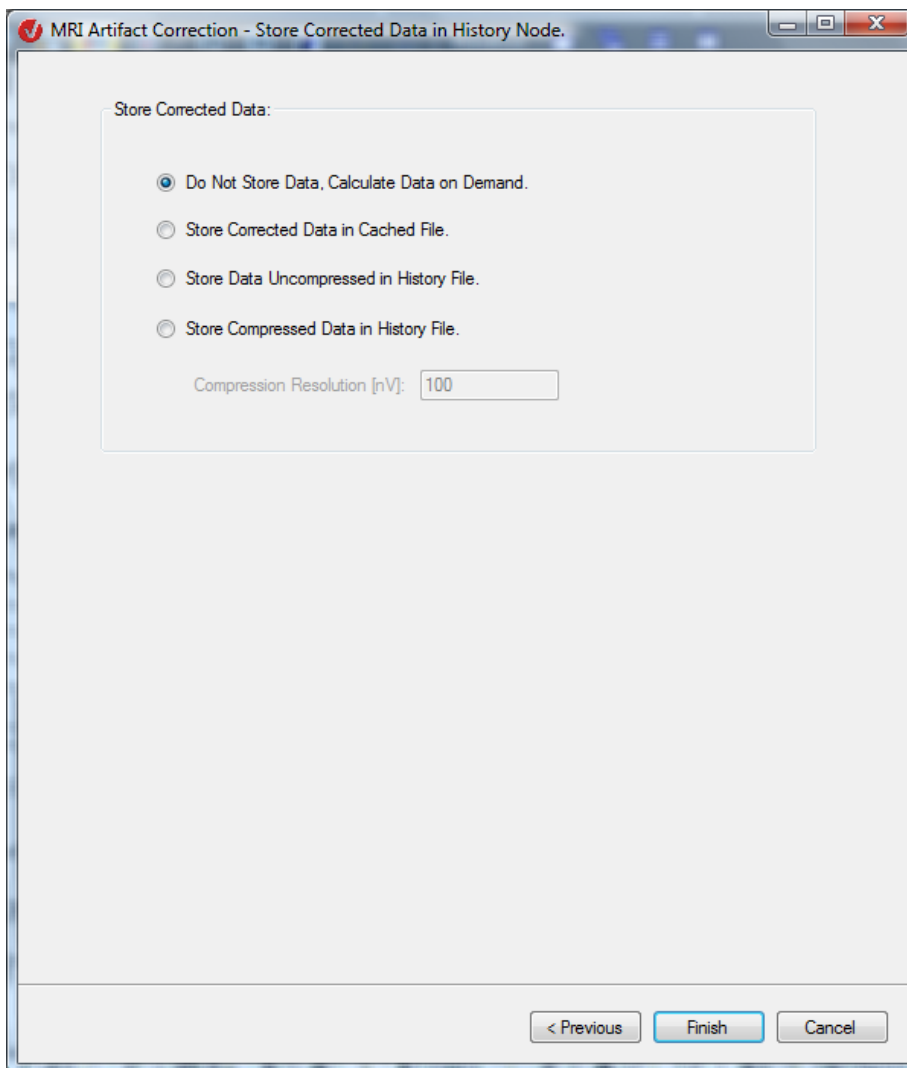 MRI Artifact Correction - Store Corrected Data in History Node.
Store Corrected Data:
Do Not Store Data, Calculate Data on Demand.
Store Corrected Data in Cached File.
Store Data Uncompressed in History File.
Store Compressed Data in History File.
Compression Resolution [nV]: 100
< Previous Finish Cancel